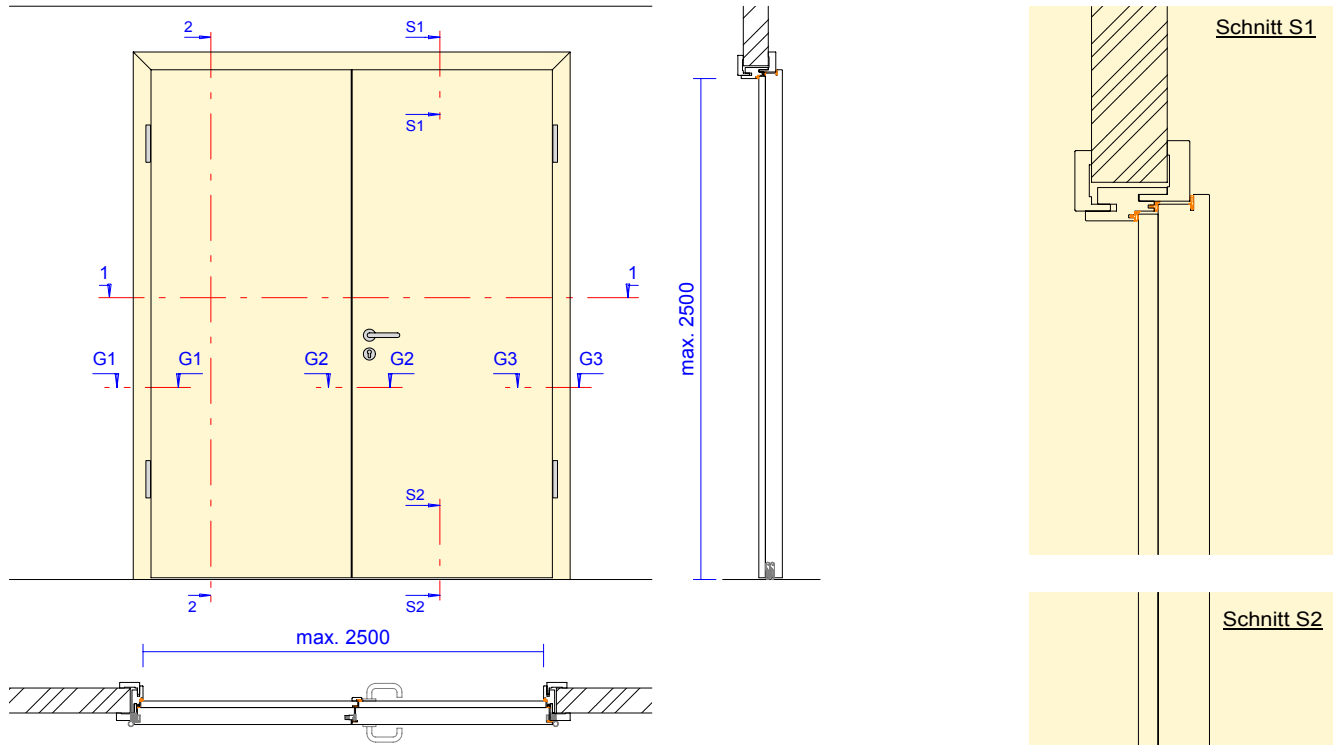 2
S1
S1
1
1
G1
G1
G2
G2
G3
G3
S2
2
S2
max. 2500
max. 2500
Schnitt S1
Schnitt S2